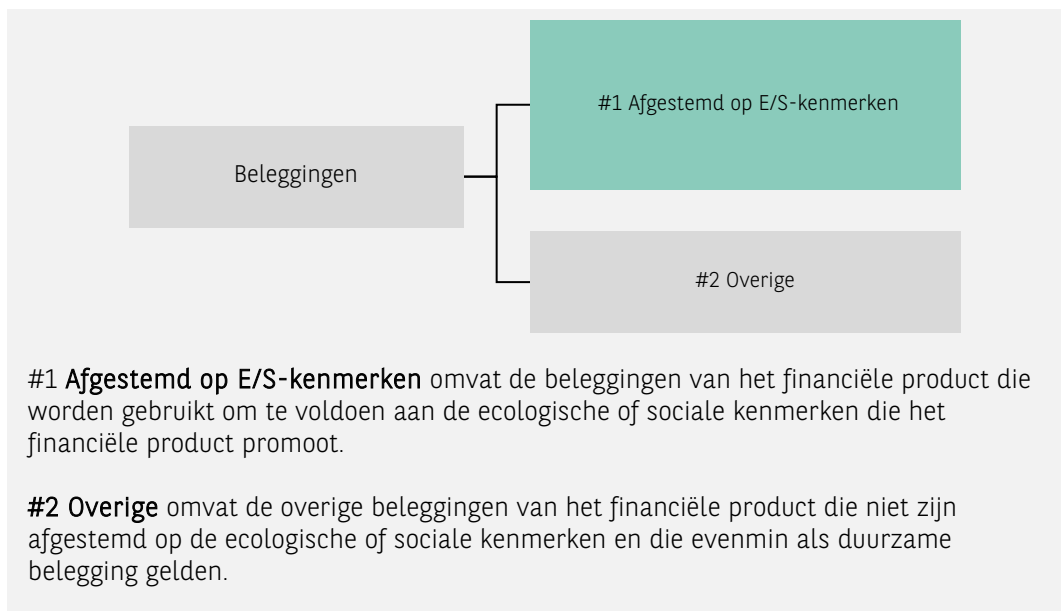 #1 Afgestemd op E/S-kenmerken
Beleggingen
#2 Overige
#1 Afgestemd op E/S-kenmerken omvat de beleggingen van het financiële product die
worden gebruikt om te voldoen aan de ecologische of sociale kenmerken die het
financiële product promoot.
#2 Overige omvat de overige beleggingen van het financiële product die niet zijn
afgestemd op de ecologische of sociale kenmerken en die evenmin als duurzame
belegging gelden.